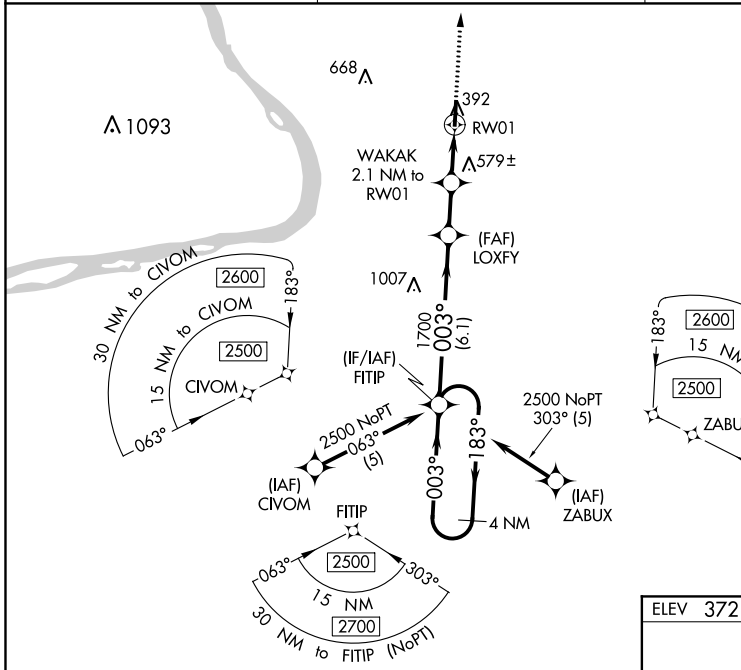 668
392
1093
RW01
WAKAK
2.1 NM to
RW01
579±
(FAF)
LOXFY
1007
30 NM to CIVOM
2600
183°
15 NM to CIVOM
2500
CIVOM
063°
1700
003°
(6.1)
(IF/IAF)
FITIP
2500 NoPT
063°
(5)
(IAF)
CIVOM
003°
183°
4 NM
2500 NoPT
303° (5)
(IAF)
ZABUX
183°
2600
15 NM
2500
ZABU
FITIP
063°
2500
303°
15 NM
2700
30 NM to FITIP (NoPT)
ELEV 372